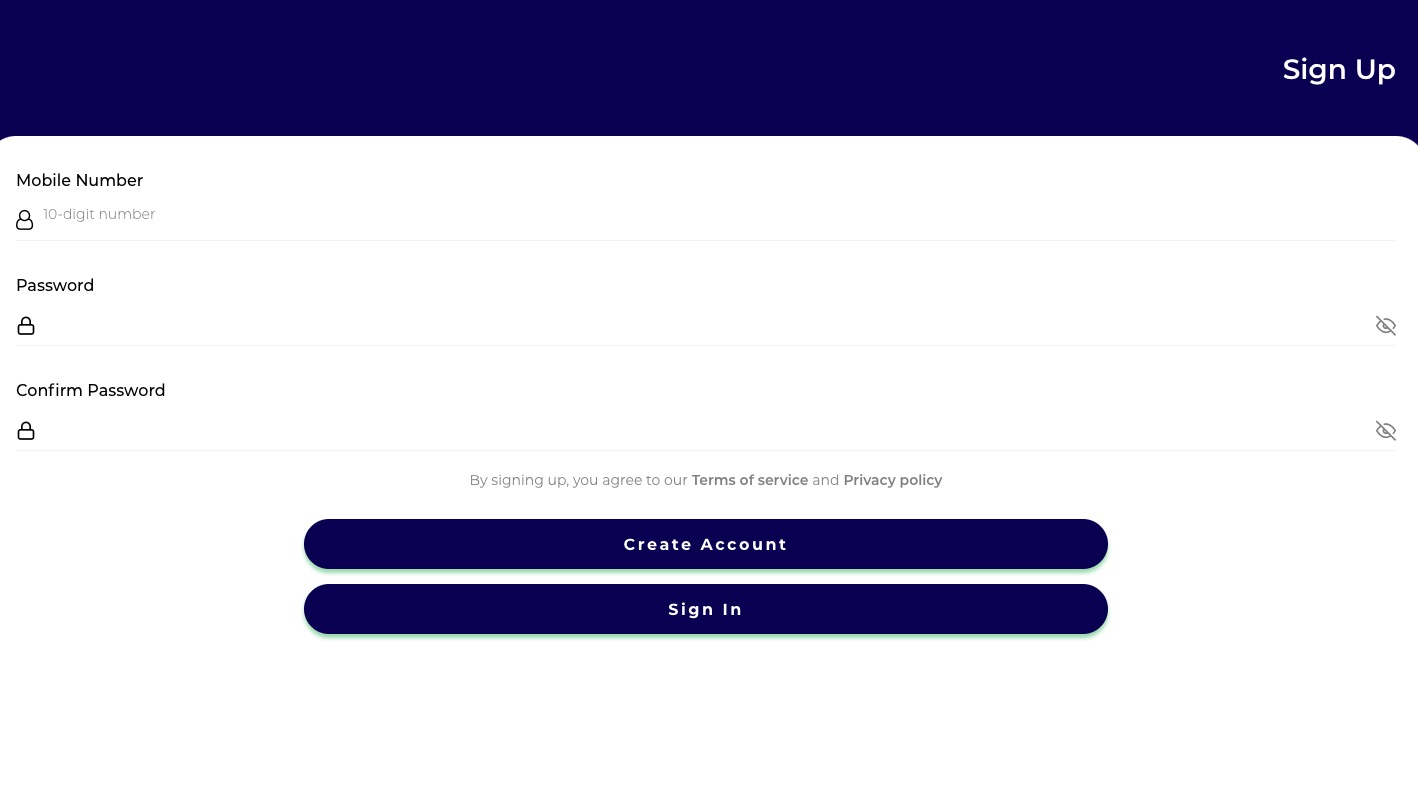 Sign Up
Mobile Number
10-digit number
Password
Confirm Password
By signing up, you agree to our Terms of service and Privacy policy
Create Account
Sign In